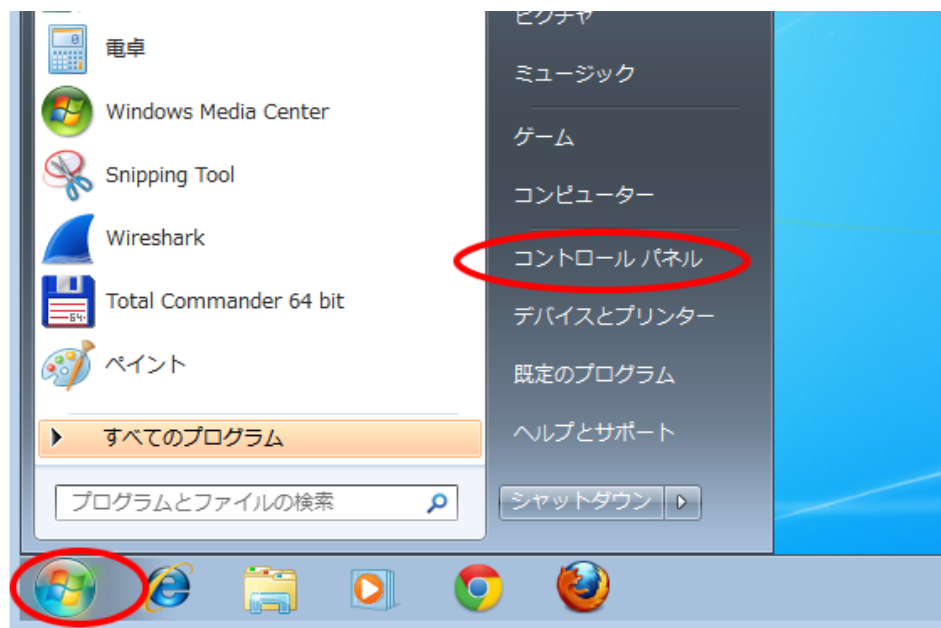 電卓
Windows Media Center
Snipping Tool
Wireshark
Total Commander 64 bit
64
ペイント
すべてのプログラム
プログラムとファイルの検索
ピクチャ
ミュージック
ゲーム
コンピューター
コントロール パネル
デバイスとプリンター
既定のプログラム
ヘルプとサポート
シャットダウン